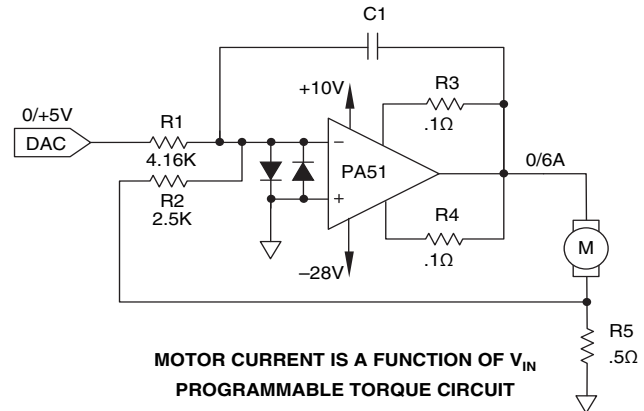 C1
+10V
R3
.1Ω
0/+5V
DAC
R1
4.16K
R2
2.5K
−
+
PA51
0/6A
R4
.1Ω
–28V
M
R5
.5Ω
MOTOR CURRENT IS A FUNCTION OF VIN
PROGRAMMABLE TORQUE CIRCUIT